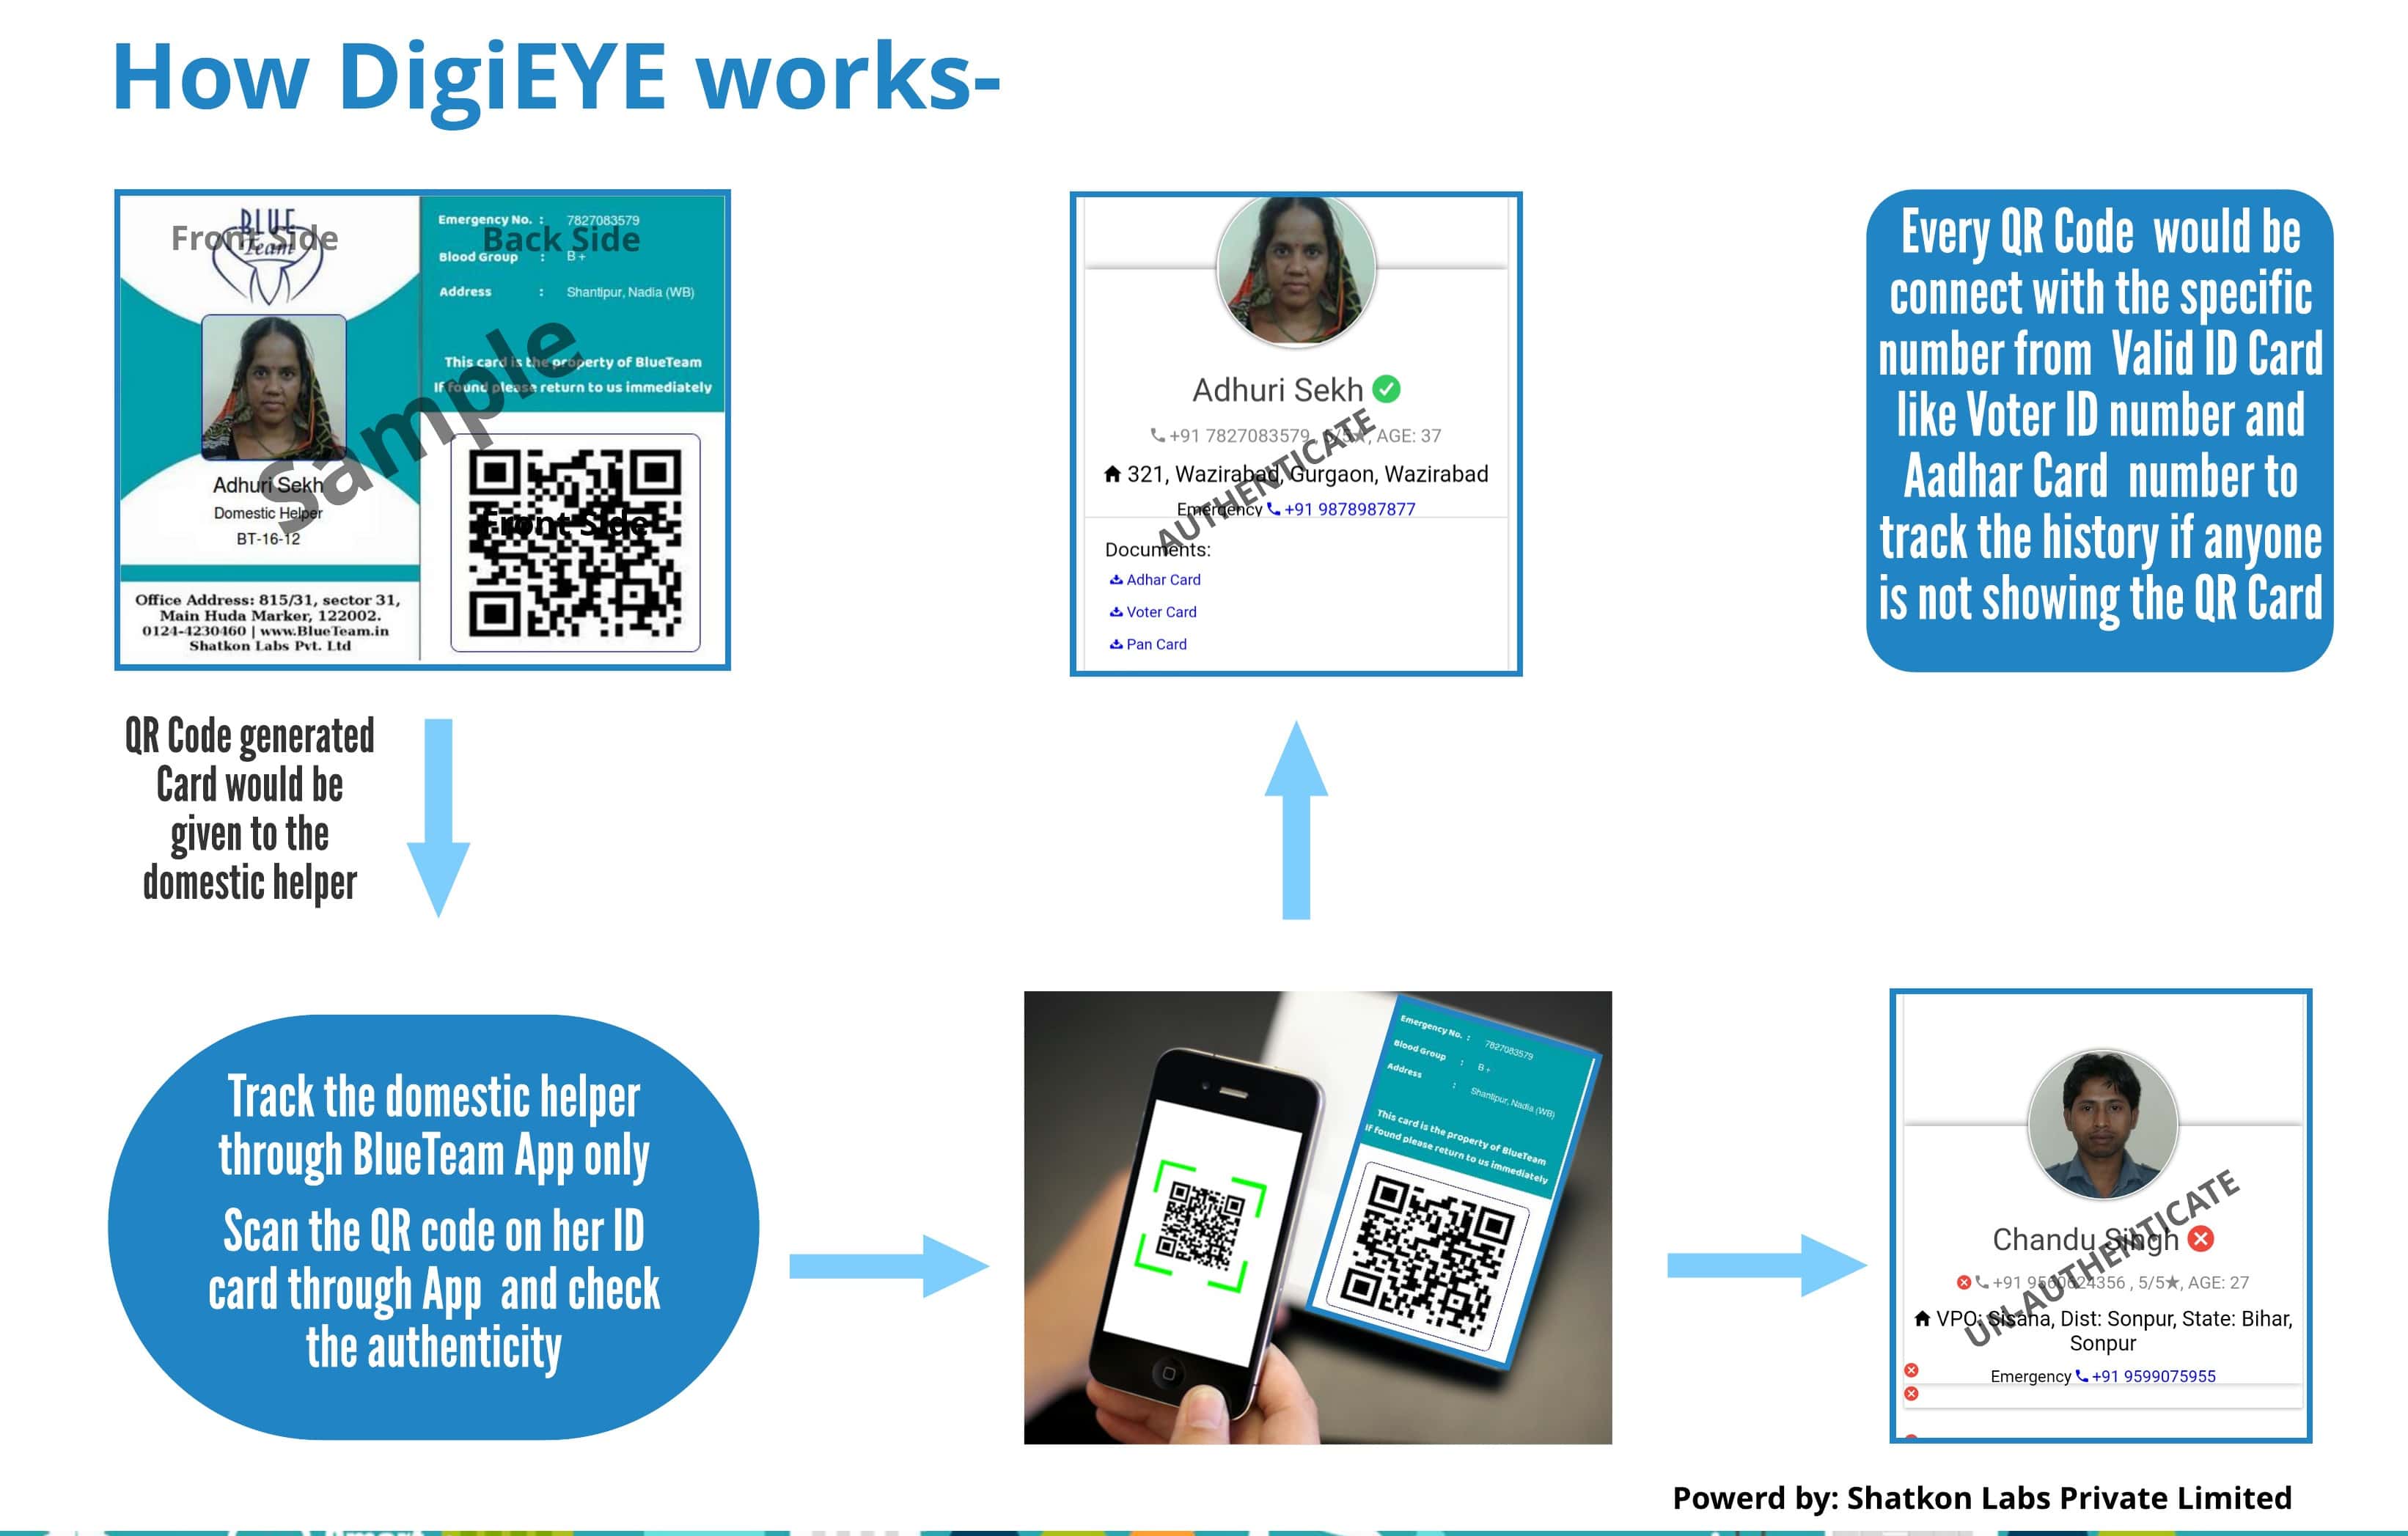 How DigiEYE works-
BLUE
Team
Front Side
Adhuri Sekh
Domestic Helper
BT-16-12
Office Address: 815/31, sector 31,
Main Huda Marker, 122002.
0124-4230460 | www.BlueTeam.in
Shatkon Labs Pvt. Ltd
Emergency No. : 7827083579
Back Side
Blood Group : B +
Address : Shantipur, Nadia (WB)
This card is the property of BlueTeam
If found please return to us immediately
Front Side
Sample
Adhuri Sekh
+91 7827083579 , 5/5★, AGE: 37
321, Wazirabad, Gurgaon, Wazirabad
Emergency +91 9878987877
AUTHENTICATE
Documents:
Adhar Card
Voter Card
Pan Card
Every QR Code would be
connect with the specific
number from Valid ID Card
like Voter ID number and
Aadhar Card number to
track the history if anyone
is not showing the QR Card
QR Code generated
Card would be
given to the
domestic helper
Track the domestic helper
through BlueTeam App only
Scan the QR code on her ID
card through App and check
the authenticity
Emergency No. : 7827083579
Blood Group : B +
Address : Shantipur, Nadia (WB)
This card is the property of BlueTeam
If found please return to us immediately
Chandu Singh
+91 9560624356 , 5/5★, AGE: 27
VPO: Sisana, Dist: Sonpur, State: Bihar,
Sonpur
Emergency +91 9599075955
UN-AUTHENTICATE
Powerd by: Shatkon Labs Private Limited